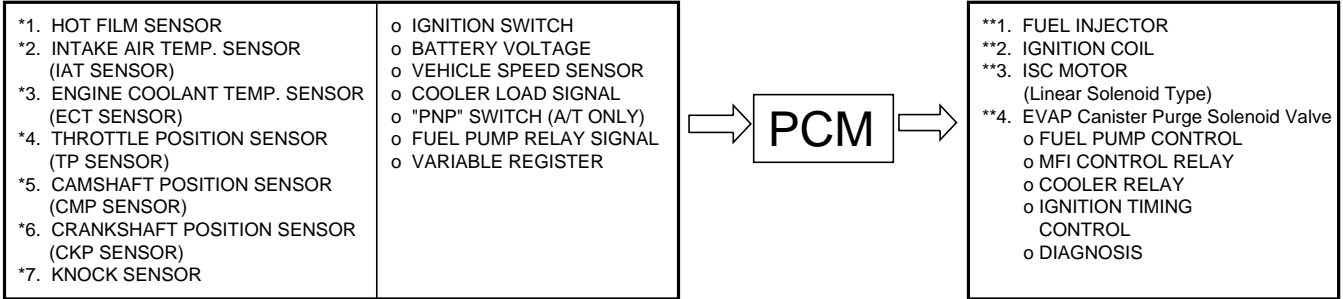 *1. HOT FILM SENSOR
*2. INTAKE AIR TEMP. SENSOR
(IAT SENSOR)
*3. ENGINE COOLANT TEMP. SENSOR
(ECT SENSOR)
*4. THROTTLE POSITION SENSOR
(TP SENSOR)
*5. CAMSHAFT POSITION SENSOR
(CMP SENSOR)
*6. CRANKSHAFT POSITION SENSOR
(CKP SENSOR)
*7. KNOCK SENSOR
o IGNITION SWITCH
o BATTERY VOLTAGE
o VEHICLE SPEED SENSOR
o COOLER LOAD SIGNAL
o "PNP" SWITCH (A/T ONLY)
o FUEL PUMP RELAY SIGNAL
o VARIABLE REGISTER
PCM
**1. FUEL INJECTOR
**2. IGNITION COIL
**3. ISC MOTOR
(Linear Solenoid Type)
**4. EVAP Canister Purge Solenoid Valve
o FUEL PUMP CONTROL
o MFI CONTROL RELAY
o COOLER RELAY
o IGNITION TIMING
CONTROL
o DIAGNOSIS